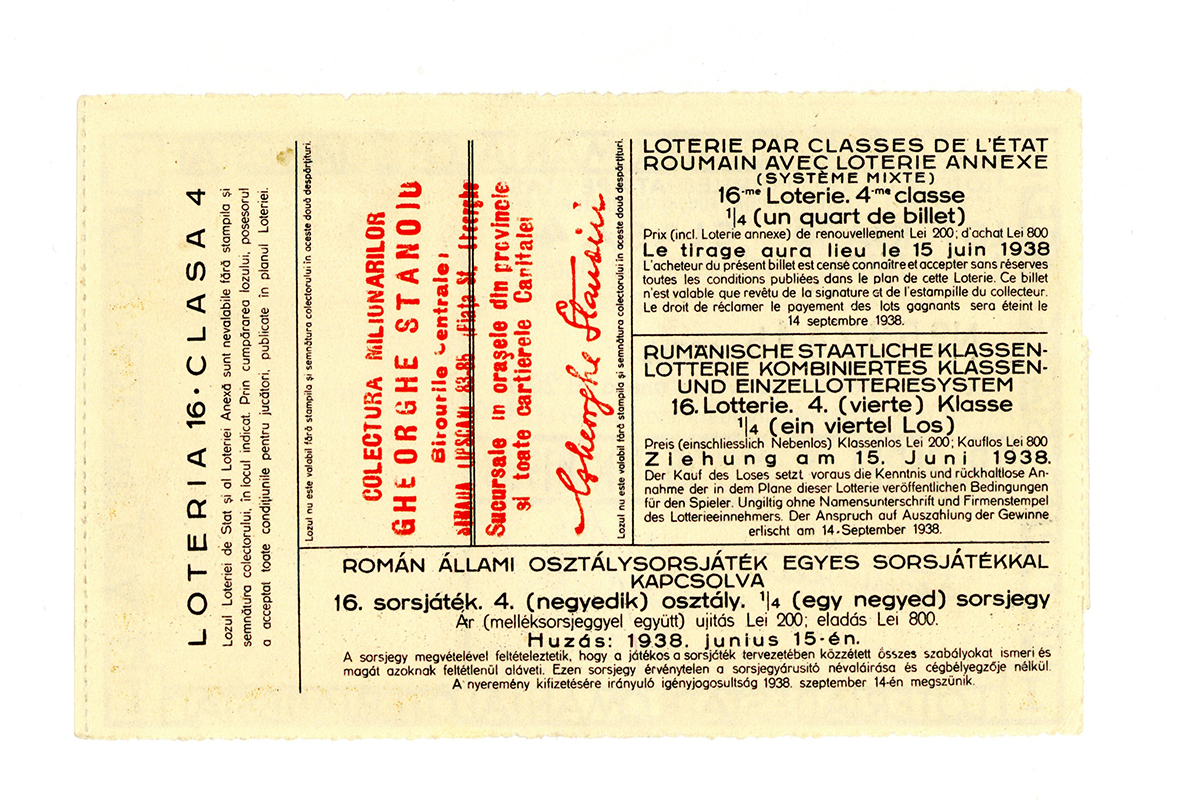 LOTERIA 16 · CLASA 4
Lozul Loteriei de Stat și al Loteriei Anexă sunt nevalabile fără stampila și
semnătura colectorului, în locul indicat. Prin cumpărarea lozului, posesorul
a acceptat toate condițiunile pentru jucători, publicate în planul Loteriei.
Lozul nu este valabil fără stampila și semnătura colectorului în aceste două despărțituri.
COLECTURA MILIUNARILOR
GHEORGHE STANOIU
Birourile Centrale:
STRADA LIPSCANI 83-85 (Piața Sf. Gheorghe
Sucursale in orașele din provincie
și toate cartierele Capitalei
Gheorghe Stanoiu
Lozul nu este valabil fără stampila și semnătura colectorului în aceste două despărțituri.
LOTERIE PAR CLASSES DE L'ÉTAT
ROUMAIN AVEC LOTERIE ANNEXE
(SYSTÈME MIXTE)
16-me Loterie. 4-me classe
1/4 (un quart de billet)
Prix (incl. Loterie annexe) de renouvellement Lei 200; d'achat Lei 800
Le tirage aura lieu le 15 juin 1938
L'acheteur du présent billet est censé connaître et accepter sans réserves
toutes les conditions publiées dans le plan de cette Loterie. Ce billet
n'est valable que revêtu de la signature et de l'estampille du collecteur.
Le droit de réclamer le payement des lots gagnants sera éteint le
14 septembre 1938.
RUMÄNISCHE STAATLICHE KLASSEN-
LOTTERIE KOMBINIERTES KLASSEN-
UND EINZELLOTTERIESYSTEM
16. Lotterie. 4. (vierte) Klasse
1/4 (ein viertel Los)
Preis (einschliesslich Nebenlos) Klassenlos Lei 200; Kauflos Lei 800
Ziehung am 15. Juni 1938.
Der Kauf des Loses setzt voraus die Kenntnis und rückhaltlose An-
nahme der in dem Plane dieser Lotterie veröffentlichen Bedingungen
für den Spieler. Ungiltig ohne Namensunterschrift und Firmenstempel
des Lotterieeinnehmers. Der Anspruch auf Auszahlung der Gewinne
erlischt am 14. September 1938.
ROMÁN ÁLLAMI OSZTÁLYSORSJÁTÉK EGYES SORSJÁTÉKKAL
KAPCSOLVA
16. sorsjáték. 4. (negyedik) osztály. 1/4 (egy negyed) sorsjegy
Ár (melléksorsjeggyel együtt) ujitás Lei 200; eladás Lei 800.
Huzás: 1938. junius 15-én.
A sorsjegy megvételével feltételeztetik, hogy a játékos a sorsjáték tervezetében közzétett összes szabályokat ismeri és
magát azoknak feltétlenül aláveti. Ezen sorsjegy érvénytelen a sorsjegyárusitó névaláirása és cégbélyegzője nélkül.
A nyeremény kifizetésére irányuló igényjogosultság 1938. szeptember 14-én megszünik.